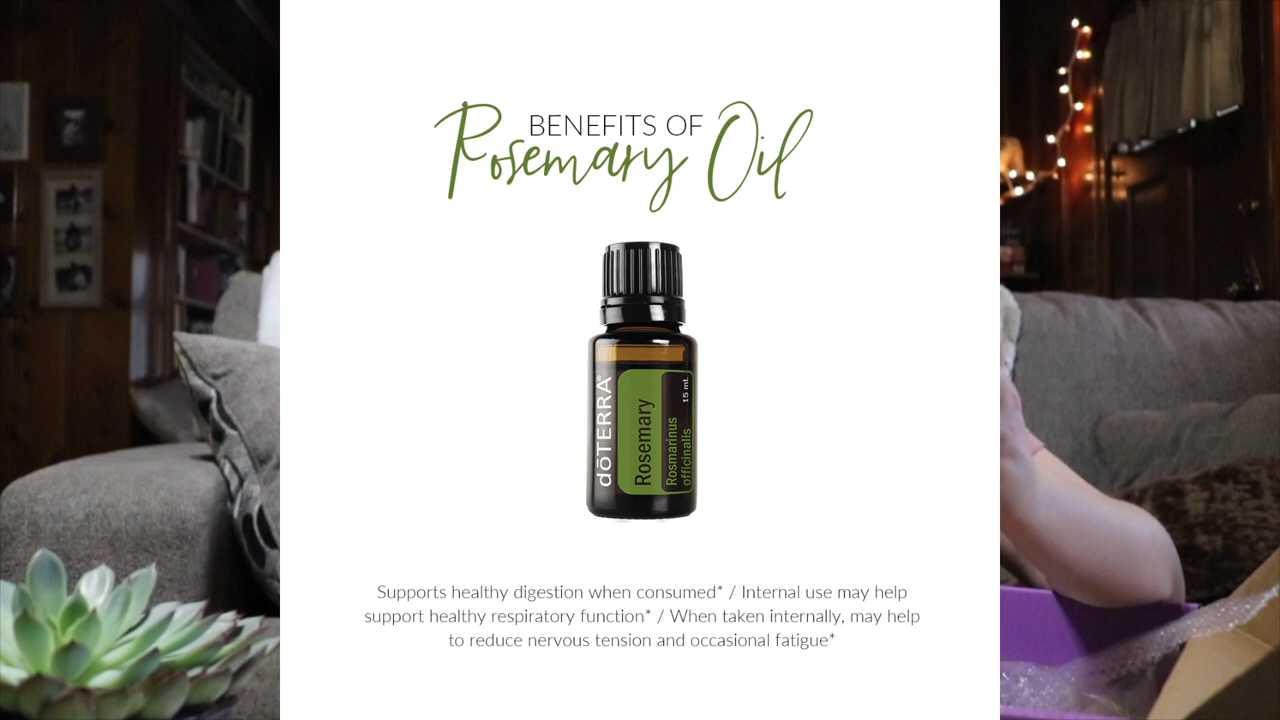 BENEFITS OF
Rosemary Oil
dōTERRA®
Rosemary
Rosmarinus
officinalis
15 mL
Supports healthy digestion when consumed* / Internal use may help
support healthy respiratory function* / When taken internally, may help
to reduce nervous tension and occasional fatigue*